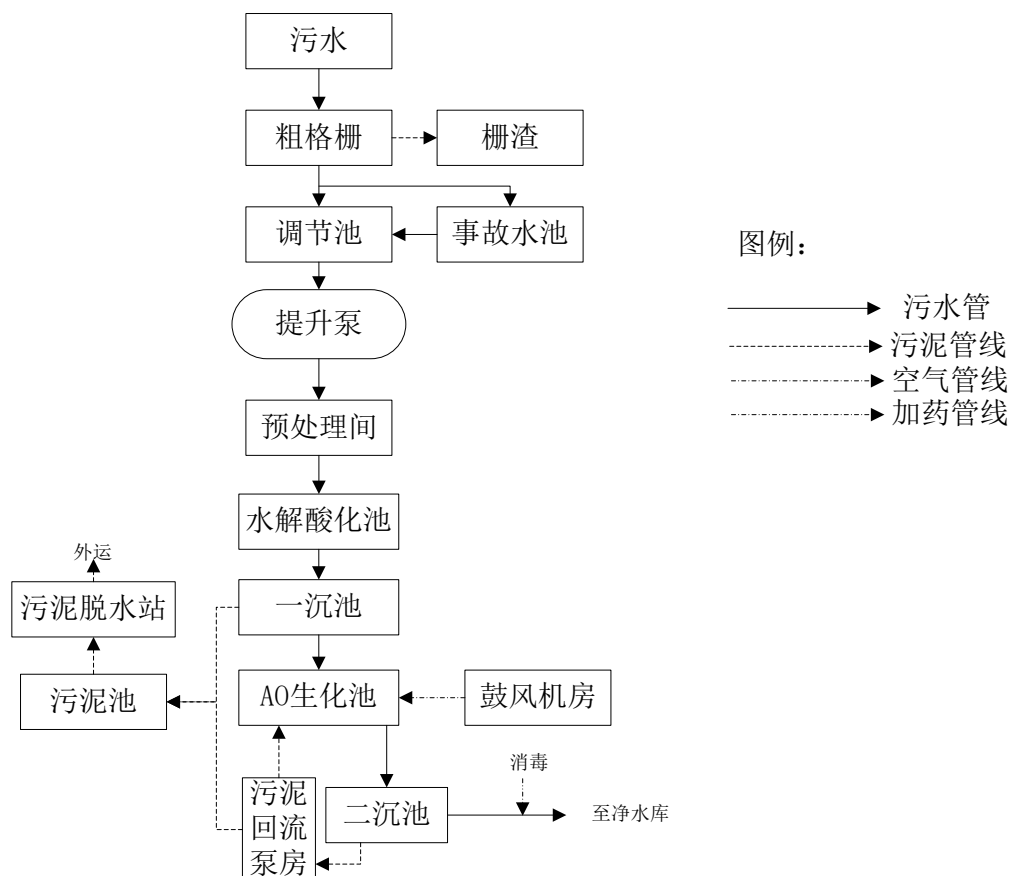 污水
粗格栅
栅渣
调节池
事故水池
图例：
提升泵
污水管
污泥管线
空气管线
加药管线
预处理间
水解酸化池
外运
污泥脱水站
一沉池
污泥池
AO生化池
鼓风机房
消毒
污泥
回流
泵房
二沉池
至净水库